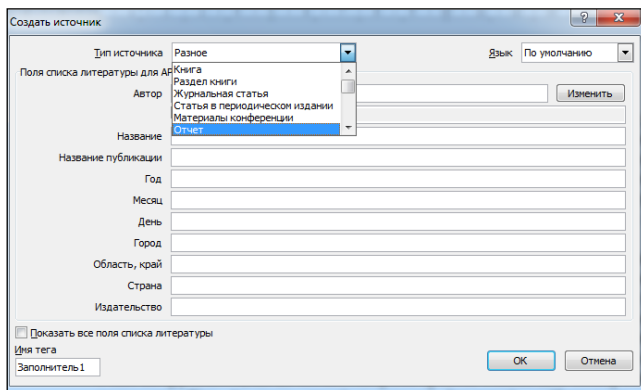 Создать источник
Тип источника Разное Язык По умолчанию
Книга
Поля списка литературы для AP
Раздел книги
Журнальная статья
Автор Изменить
Статья в периодическом издании
Материалы конференции
Отчет
Название
Название публикации
Год
Месяц
День
Город
Область, край
Страна
Издательство
Показать все поля списка литературы
Имя тега
Заполнитель1 ОК Отмена